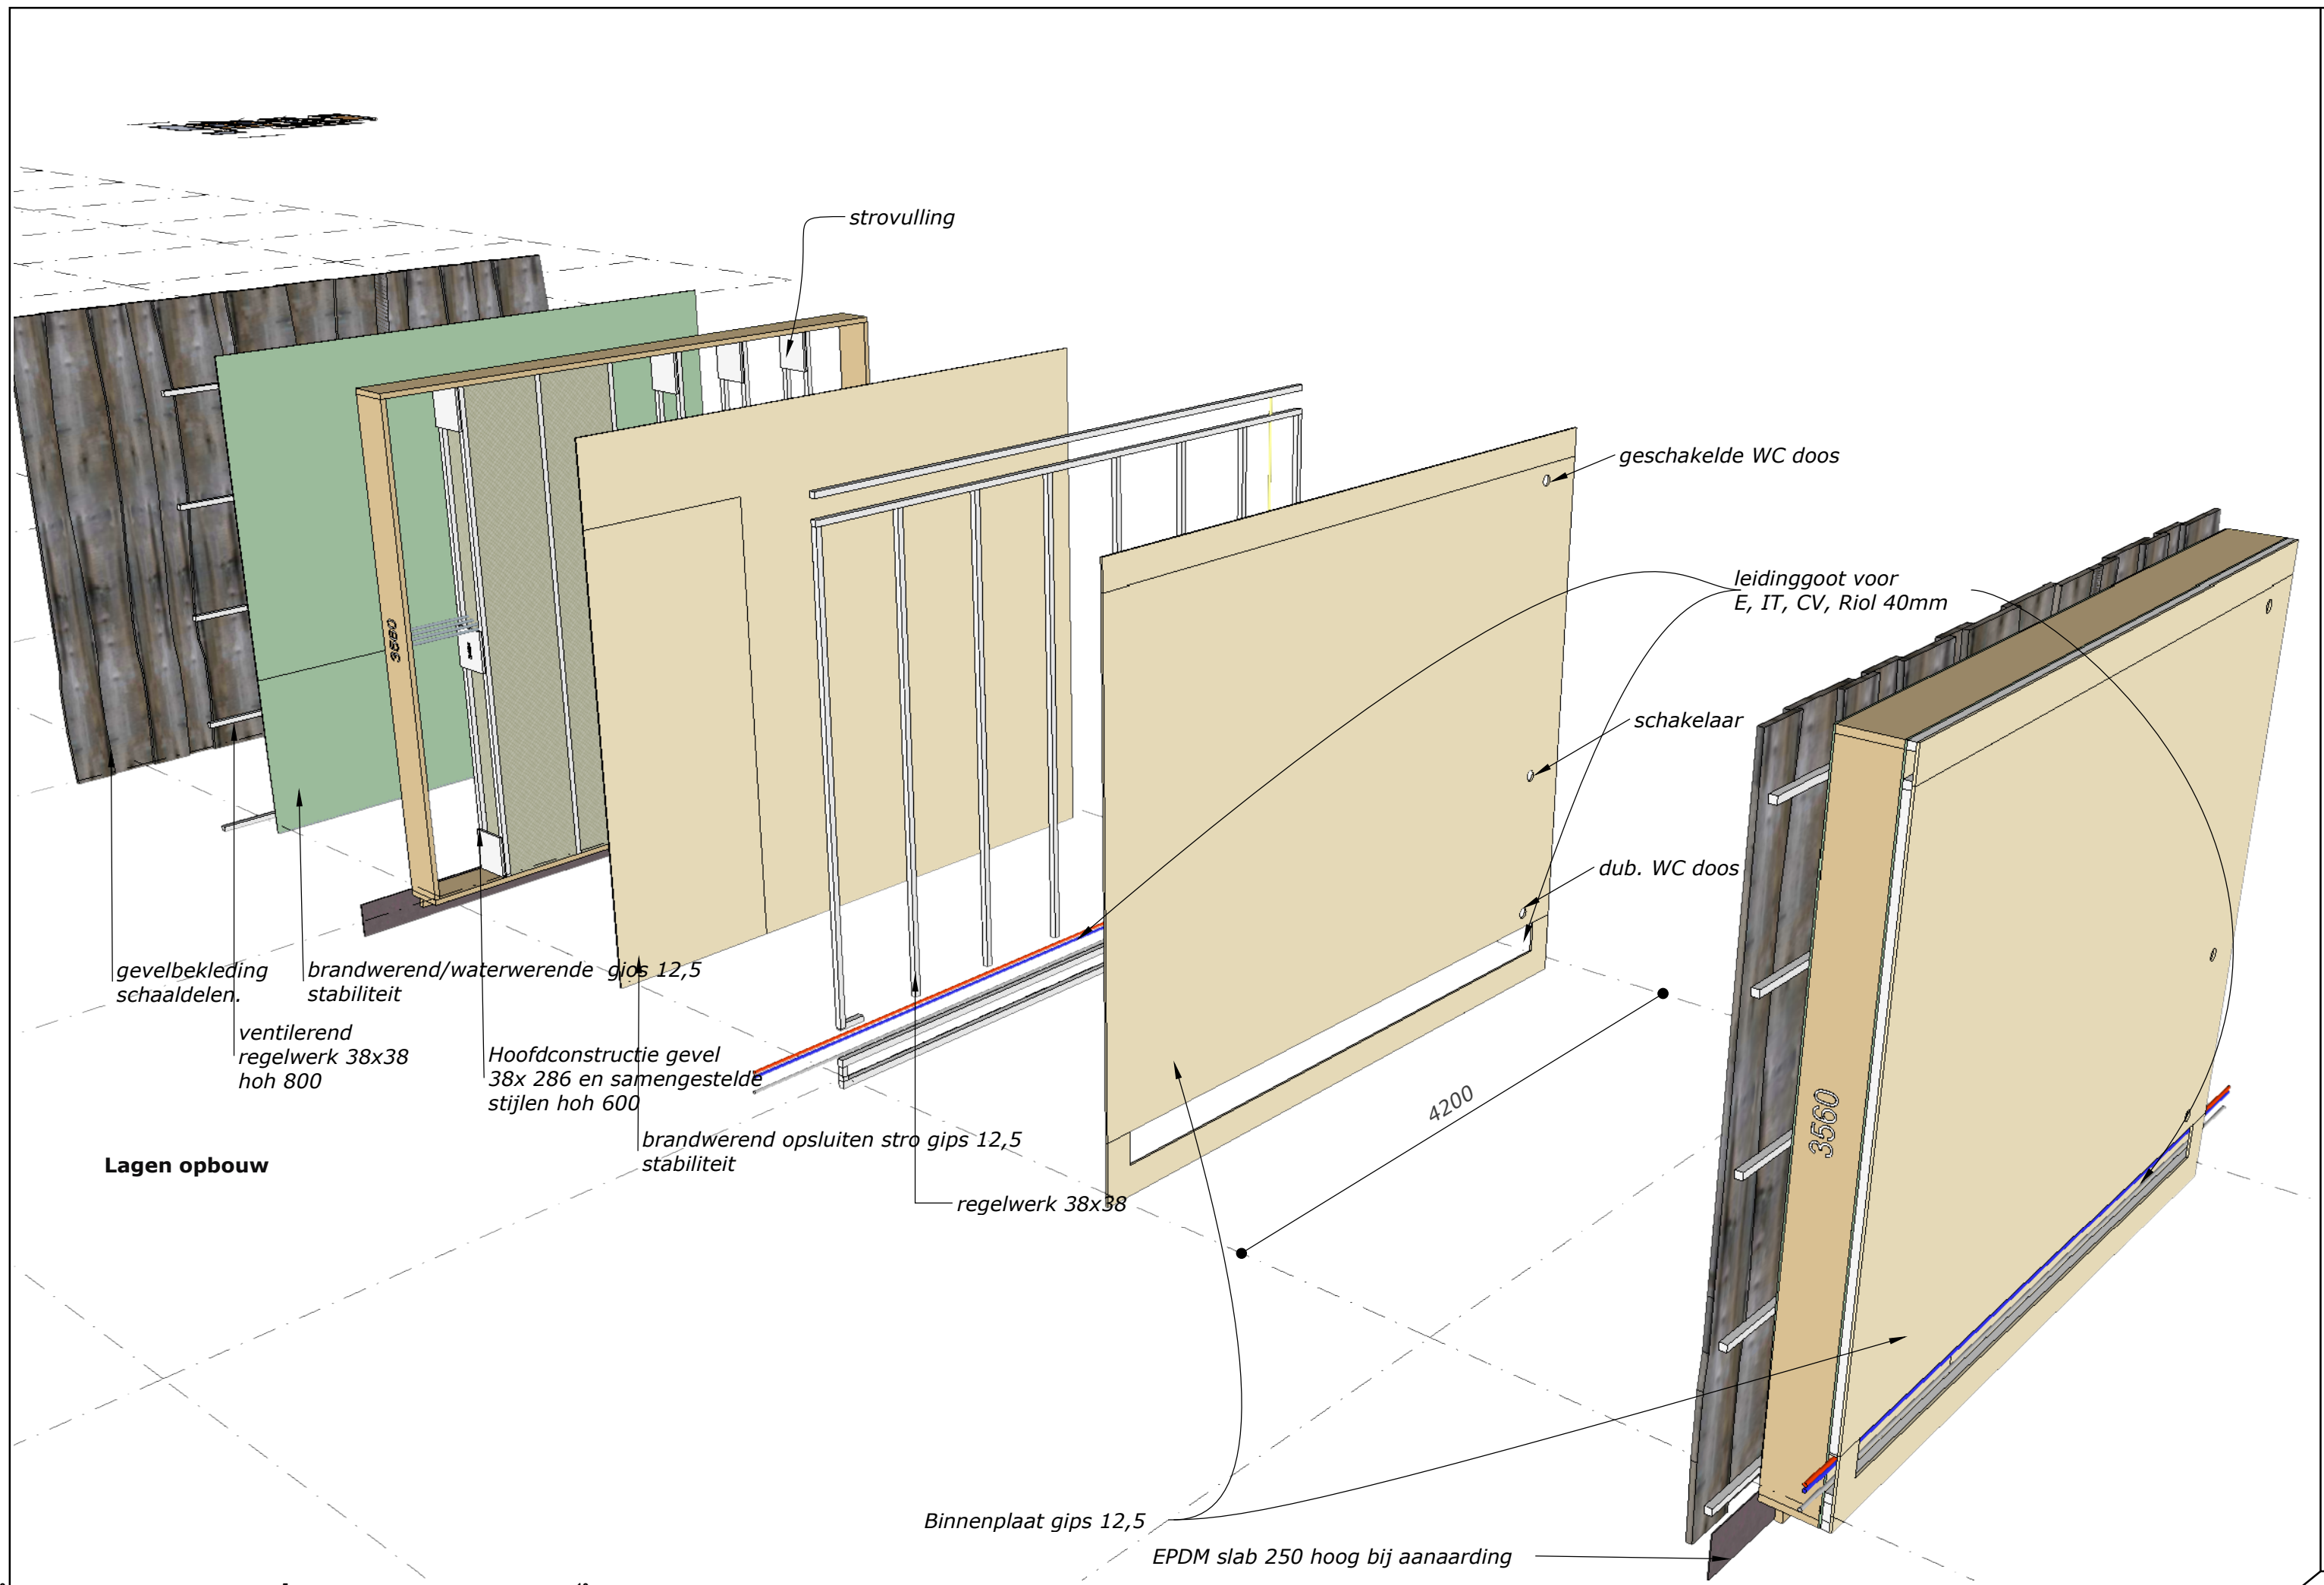 strovulling
geschakelde WC doos
leidinggoot voor
E, IT, CV, Riol 40mm
schakelaar
dub. WC doos
gevelbekleding
schaaldelen.
brandwerend/waterwerende gios 12,5
stabiliteit
ventilerend
regelwerk 38x38
hoh 800
Hoofdconstructie gevel
38x 286 en samengestelde
stijlen hoh 600
brandwerend opsluiten stro gips 12,5
stabiliteit
regelwerk 38x38
Lagen opbouw
4200
3560
Binnenplaat gips 12,5
EPDM slab 250 hoog bij aanaarding